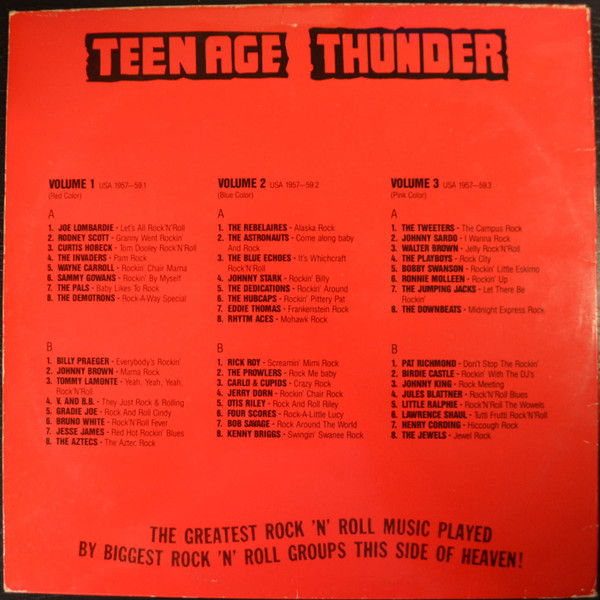 TEENAGE THUNDER
VOLUME 1 USA 1957—59.1
(Red Color)
A
1. JOE LOMBARDIE - Let's All Rock'N'Roll
2. RODNEY SCOTT - Granny Went Rockin'
3. CURTIS HOBECK - Tom Dooley Rock'N'Roll
4. THE INVADERS - Pam Rock
5. WAYNE CARROLL - Rockin' Chair Mama
6. SAMMY GOWANS - Rockin' By Myself
7. THE PALS - Baby Likes To Rock
8. THE DEMOTRONS - Rock-A-Way Special
B
1. BILLY PRAEGER - Everybody's Rockin'
2. JOHNNY BROWN - Mama Rock
3. TOMMY LAMONTE - Yeah, Yeah, Yeah,
Rock'N'Roll
4. V. AND B.B. - They Just Rock & Rolling
5. GRADIE JOE - Rock And Roll Cindy
6. BRUNO WHITE - Rock'N'Roll Fever
7. JESSE JAMES - Red Hot Rockin' Blues
8. THE AZTECS - The Aztec Rock
VOLUME 2 USA 1957—59.2
(Blue Color)
A
1. THE REBELAIRES - Alaska Rock
2. THE ASTRONAUTS - Come along baby
And Rock
3. THE BLUE ECHOES - It's Whichcraft
Rock'N'Roll
4. JOHNNY STARK - Rockin' Billy
5. THE DEDICATIONS - Rockin' Around
6. THE HUBCAPS - Rockin' Pittery Pat
7. EDDIE THOMAS - Frankenstein Rock
8. RHYTM ACES - Mohawk Rock
B
1. RICK ROY - Screamin' Mimi Rock
2. THE PROWLERS - Rock Me baby
3. CARLO & CUPIDS - Crazy Rock
4. JERRY DORN - Rockin' Chair Rock
5. OTIS RILEY - Rock And Roll Riley
6. FOUR SCORES - Rock-A-Little Lucy
7. BOB SAVAGE - Rock Around The World
8. KENNY BRIGGS - Swingin' Swanee Rock
VOLUME 3 USA 1957—59.3
(Pink Color)
A
1. THE TWEETERS - The Campus Rock
2. JOHNNY SARDO - I Wanna Rock
3. WALTER BROWN - Jelly Rock'N'Roll
4. THE PLAYBOYS - Rock City
5. BOBBY SWANSON - Rockin' Little Eskimo
6. RONNIE MOLLEEN - Rockin' Up
7. THE JUMPING JACKS - Let There Be
Rockin'
8. THE DOWNBEATS - Midnight Express Rock
B
1. PAT RICHMOND - Don't Stop The Rockin'
2. BIRDIE CASTLE - Rockin' With The DJ's
3. JOHNNY KING - Rock Meeting
4. JULES BLATTNER - Rock'N'Roll Blues
5. LITTLE RALPHIE - Rock'N'Roll The Wowels
6. LAWRENCE SHAUL - Tutti Frutti Rock'N'Roll
7. HENRY CORDING - Hiccough Rock
8. THE JEWELS - Jewel Rock
THE GREATEST ROCK 'N' ROLL MUSIC PLAYED
BY BIGGEST ROCK 'N' ROLL GROUPS THIS SIDE OF HEAVEN!